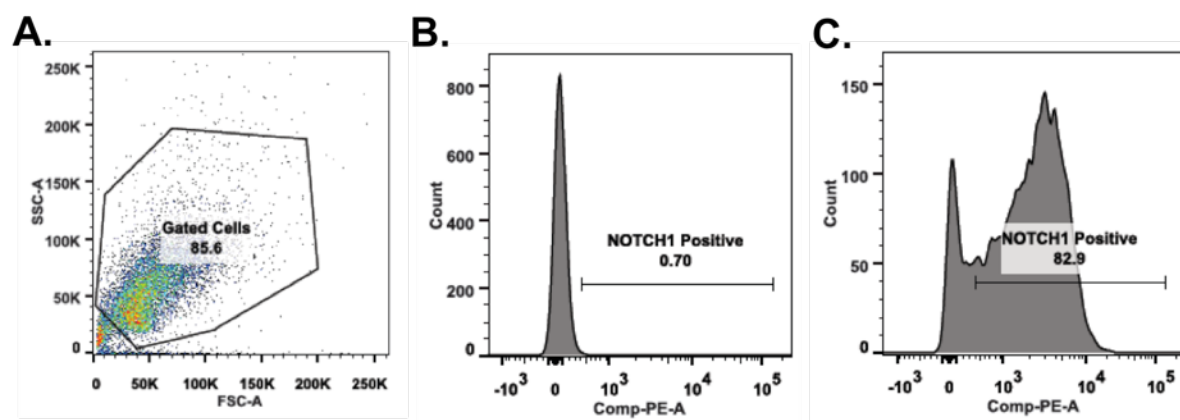 A.
250K
200K
150K
100K
50K
0
SSC-A
Gated Cells
85.6
0 50K 100K 150K 200K 250K
FSC-A
B.
800
600
400
200
0
Count
NOTCH1 Positive
0.70
-10³ 0 10³ 10⁴ 10⁵
Comp-PE-A
C.
150
100
50
0
Count
NOTCH1 Positive
82.9
-10³ 0 10³ 10⁴ 10⁵
Comp-PE-A